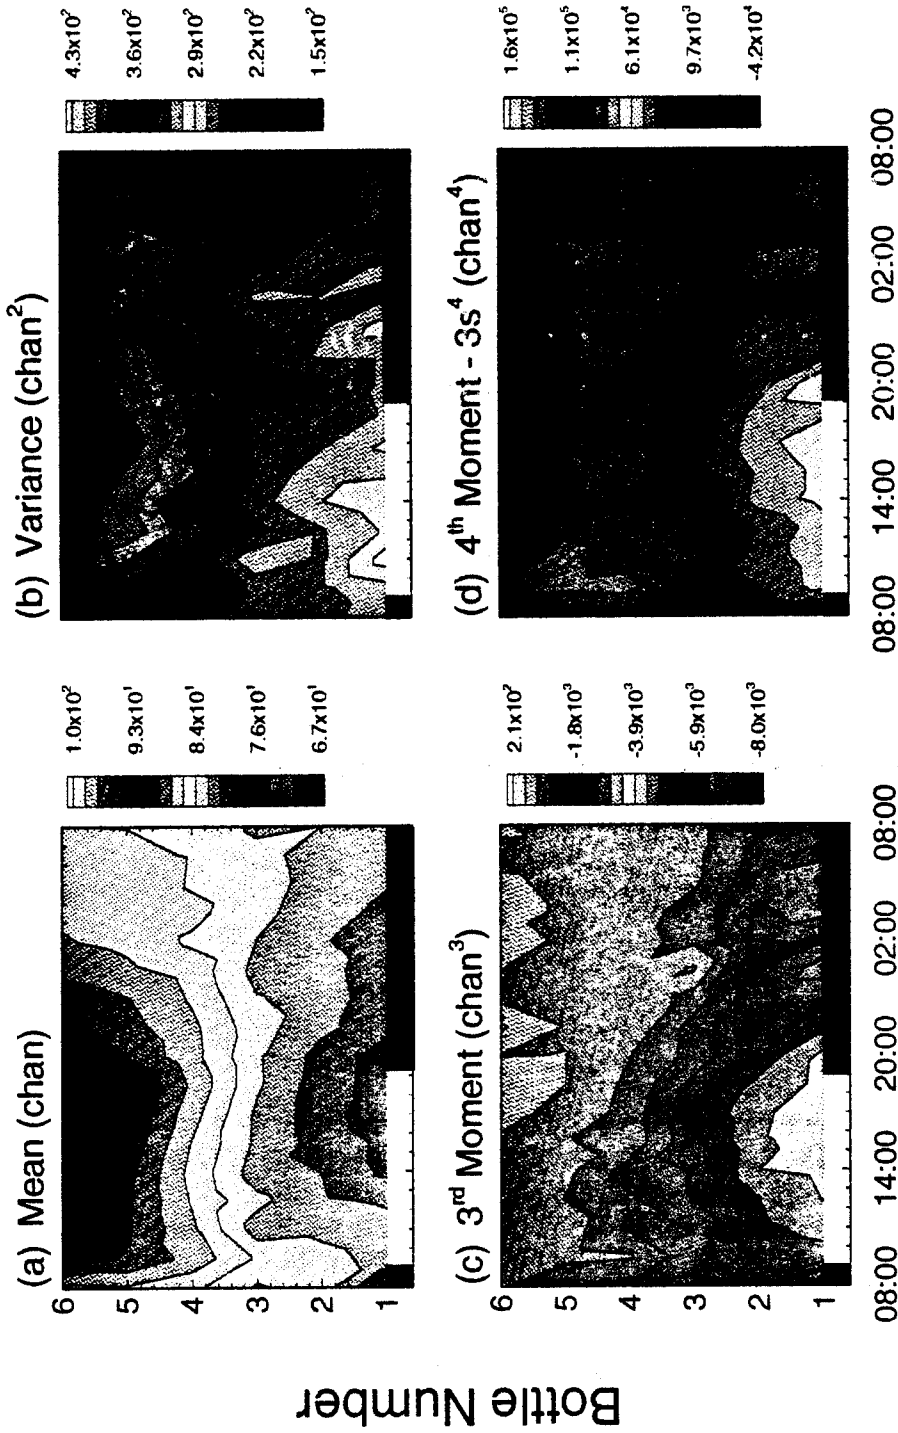 (a) Mean (chan)
1.0x10²
9.3x10¹
8.4x10¹
7.6x10¹
6.7x10¹
(b) Variance (chan²)
4.3x10²
3.6x10²
2.9x10²
2.2x10²
1.5x10²
6
5
4
3
2
1
(c) 3rd Moment (chan³)
2.1x10²
-1.8x10³
-3.9x10³
-5.9x10³
-8.0x10³
(d) 4th Moment - 3s⁴ (chan⁴)
1.6x10⁵
1.1x10⁵
6.1x10⁴
9.7x10³
-4.2x10⁴
6
5
4
3
2
1
08:00 14:00 20:00 02:00 08:00
08:00 14:00 20:00 02:00 08:00
Bottle Number